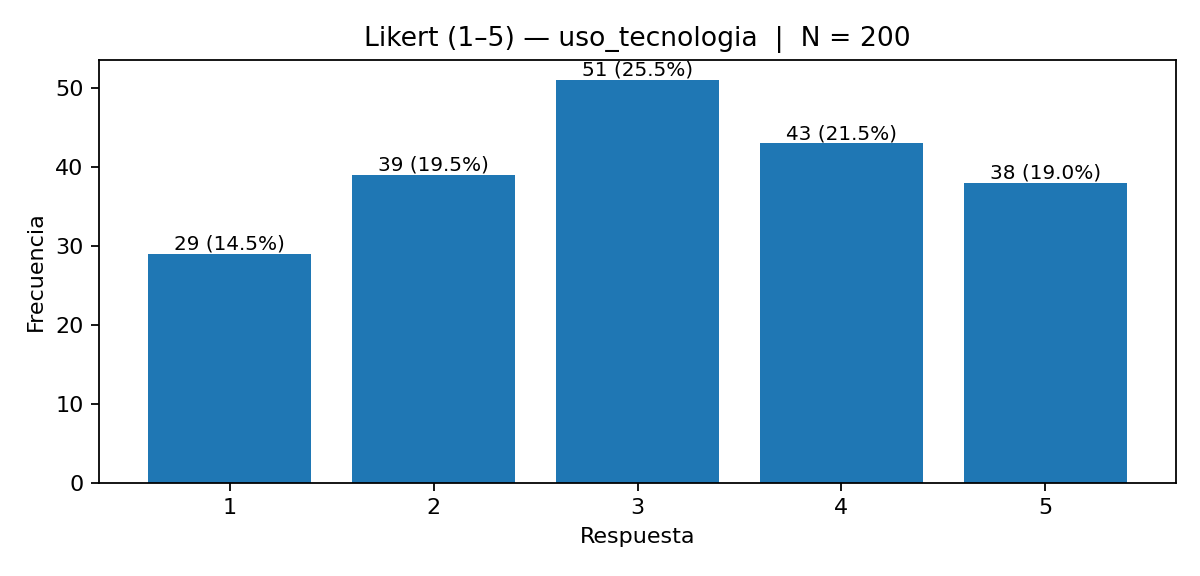 Likert (1–5) — uso_tecnologia | N = 200
Frecuencia
50
40
30
20
10
0
29 (14.5%)
39 (19.5%)
51 (25.5%)
43 (21.5%)
38 (19.0%)
1 2 3 4 5
Respuesta